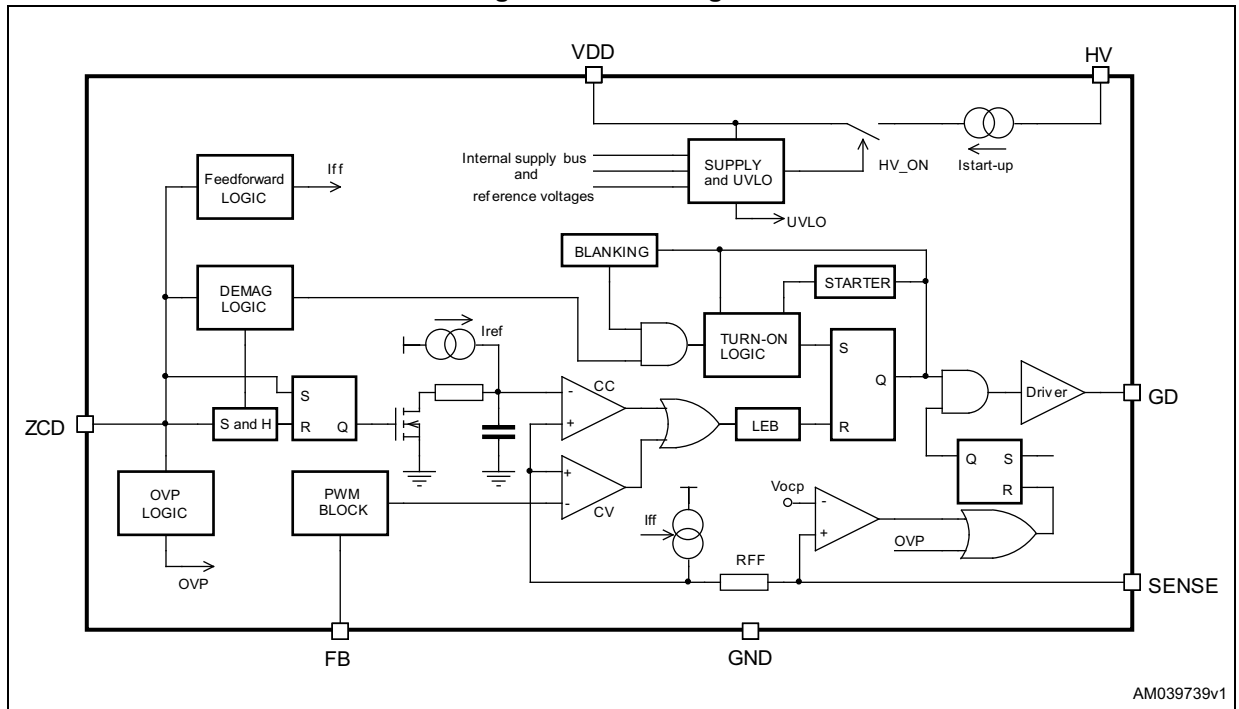 VDD
HV
Internal supply bus
and
reference voltages
SUPPLY
and UVLO
HV_ON
Istart-up
UVLO
Feedforward
LOGIC
Iff
BLANKING
STARTER
DEMAG
LOGIC
Iref
TURN-ON
LOGIC
S
Q
R
CC
-
+
Driver
GD
ZCD
S and H
S
R
Q
LEB
OVP
LOGIC
PWM
BLOCK
+
-
CV
Q
S
R
Vocp
-
+
OVP
Iff
RFF
OVP
SENSE
FB
GND
AM039739v1